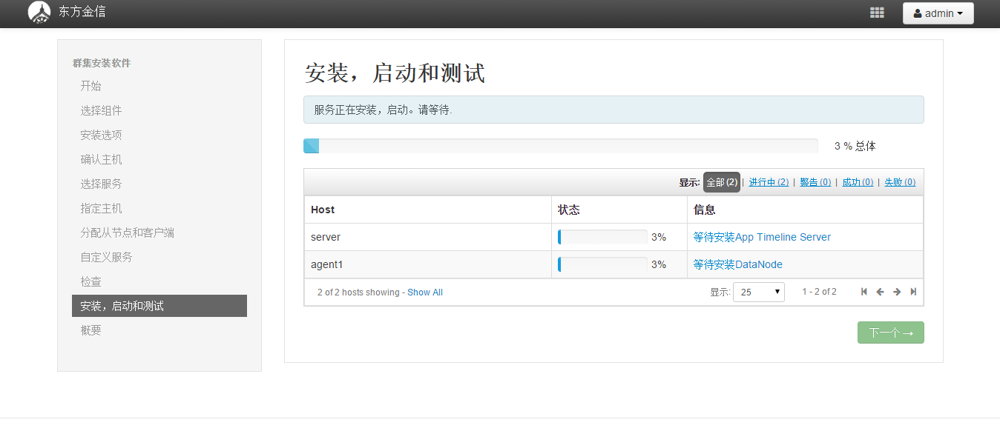 东方金信
admin
群集安装软件
开始
选择组件
安装选项
确认主机
选择服务
指定主机
分配从节点和客户端
自定义服务
检查
安装，启动和测试
概要
安装，启动和测试
服务正在安装，启动。请等待.
3 % 总体
显示: 全部 (2) | 进行中 (2) | 警告 (0) | 成功 (0) | 失败 (0)
Host 状态 信息
server 3% 等待安装App Timeline Server
agent1 3% 等待安装DataNode
2 of 2 hosts showing - Show All 显示: 25 1 - 2 of 2
下一个 →